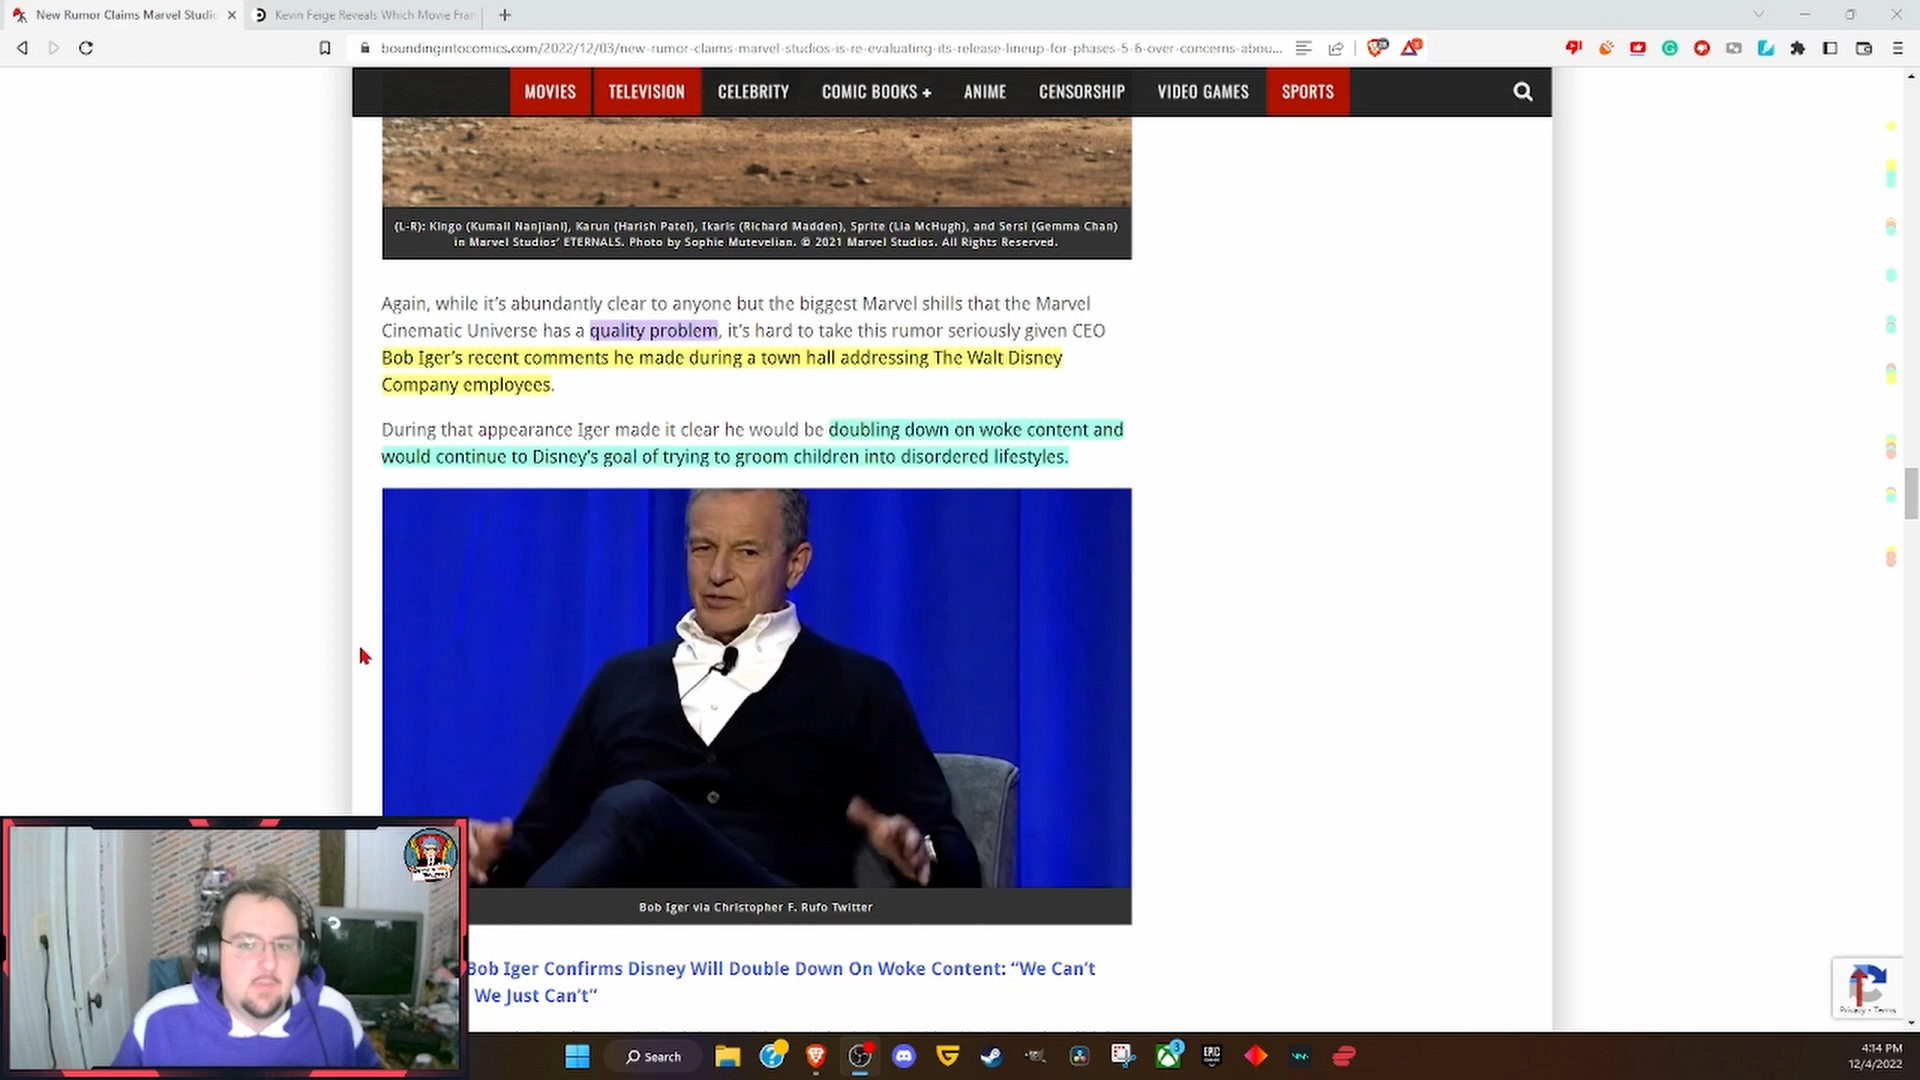 New Rumor Claims Marvel Studio
Kevin Feige Reveals Which Movie Fran
boundingintocomics.com/2022/12/03/new-rumor-claims-marvel-studios-is-re-evaluating-its-release-lineup-for-phases-5-6-over-concerns-abou...
MOVIES TELEVISION CELEBRITY COMIC BOOKS + ANIME CENSORSHIP VIDEO GAMES SPORTS
(L-R): Kingo (Kumail Nanjiani), Karun (Harish Patel), Ikaris (Richard Madden), Sprite (Lia McHugh), and Sersi (Gemma Chan)
in Marvel Studios’ ETERNALS. Photo by Sophie Mutevelian. © 2021 Marvel Studios. All Rights Reserved.
Again, while it’s abundantly clear to anyone but the biggest Marvel shills that the Marvel
Cinematic Universe has a quality problem, it’s hard to take this rumor seriously given CEO
Bob Iger’s recent comments he made during a town hall addressing The Walt Disney
Company employees.
During that appearance Iger made it clear he would be doubling down on woke content and
would continue to Disney’s goal of trying to groom children into disordered lifestyles.
Bob Iger via Christopher F. Rufo Twitter
Bob Iger Confirms Disney Will Double Down On Woke Content: “We Can’t
We Just Can’t”
Privacy - Terms
Search
EPIC
3
4:14 PM
12/4/2022